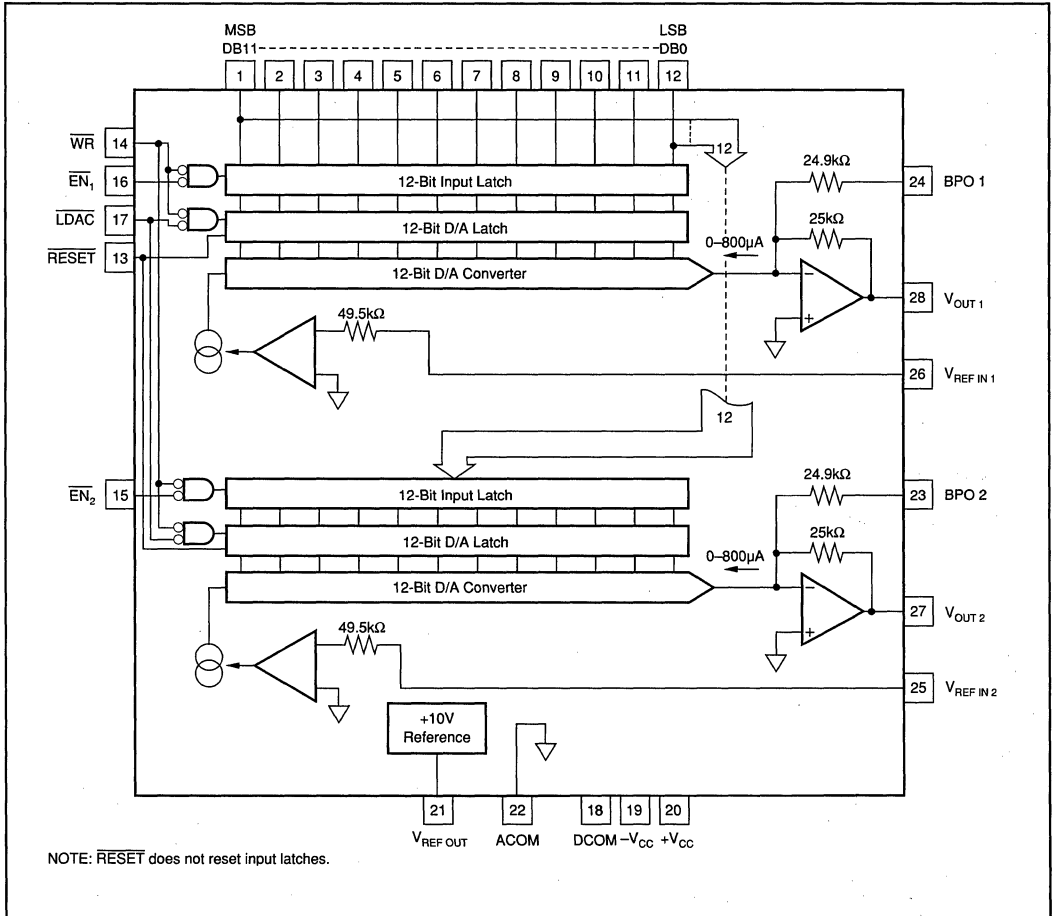 MSB LSB
DB11 DB0
1 2 3 4 5 6 7 8 9 10 11 12
WR 14
EN1 16
LDAC 17
RESET 13
12
12-Bit Input Latch
12-Bit D/A Latch
12-Bit D/A Converter
0–800µA
24.9kΩ
24 BPO 1
25kΩ
–
+
28 VOUT 1
49.5kΩ
26 VREF IN 1
12
EN2 15
12-Bit Input Latch
12-Bit D/A Latch
12-Bit D/A Converter
0–800µA
24.9kΩ
23 BPO 2
25kΩ
–
+
27 VOUT 2
49.5kΩ
25 VREF IN 2
+10V
Reference
21 22 18 19 20
VREF OUT ACOM DCOM –VCC +VCC
NOTE: RESET does not reset input latches.